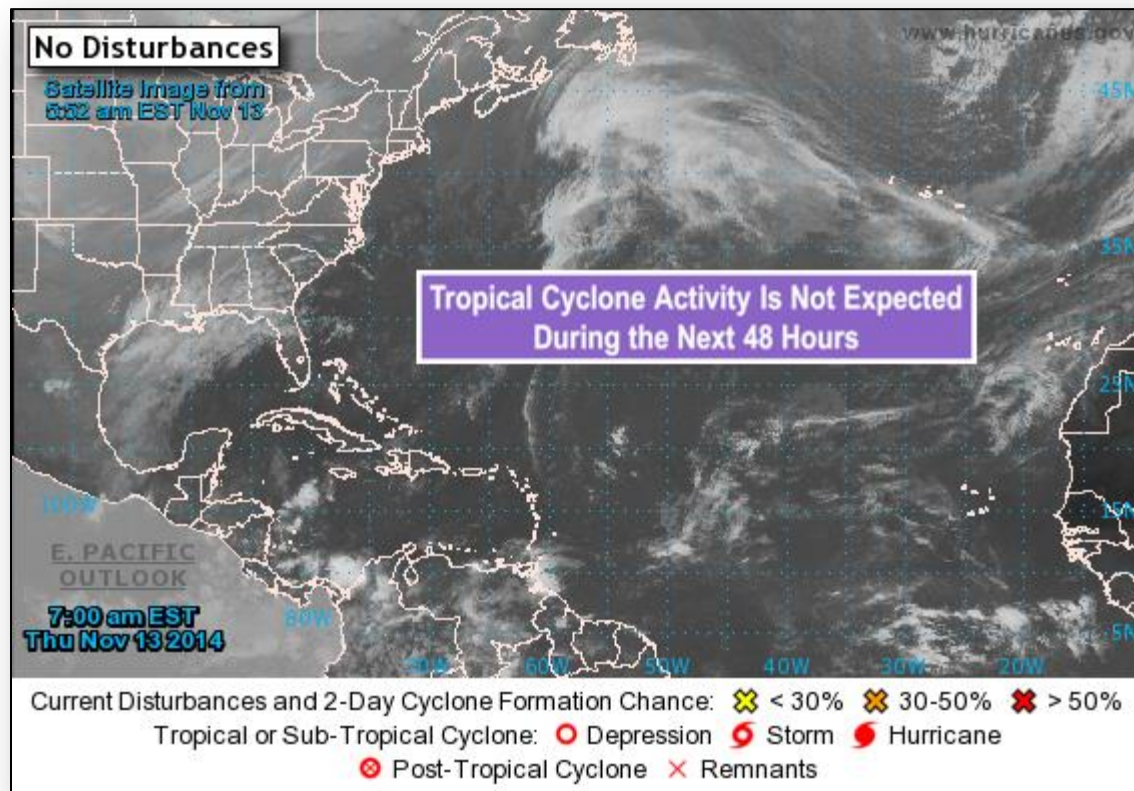 No Disturbances
www.hurricanes.gov
Satellite Image from
5:52 am EST Nov 13
45N
35N
Tropical Cyclone Activity Is Not Expected
During the Next 48 Hours
25N
100W
15N
E. PACIFIC
OUTLOOK
7:00 am EST
Thu Nov 13 2014
80W
5N
70W 60W 50W 40W 30W 20W
Current Disturbances and 2-Day Cyclone Formation Chance: < 30% 30-50% > 50%
Tropical or Sub-Tropical Cyclone: Depression Storm Hurricane
Post-Tropical Cyclone Remnants